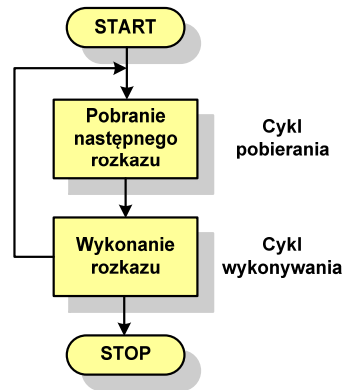 START
Pobranie
następnego
rozkazu
Cykl
pobierania
Wykonanie
rozkazu
Cykl
wykonywania
STOP